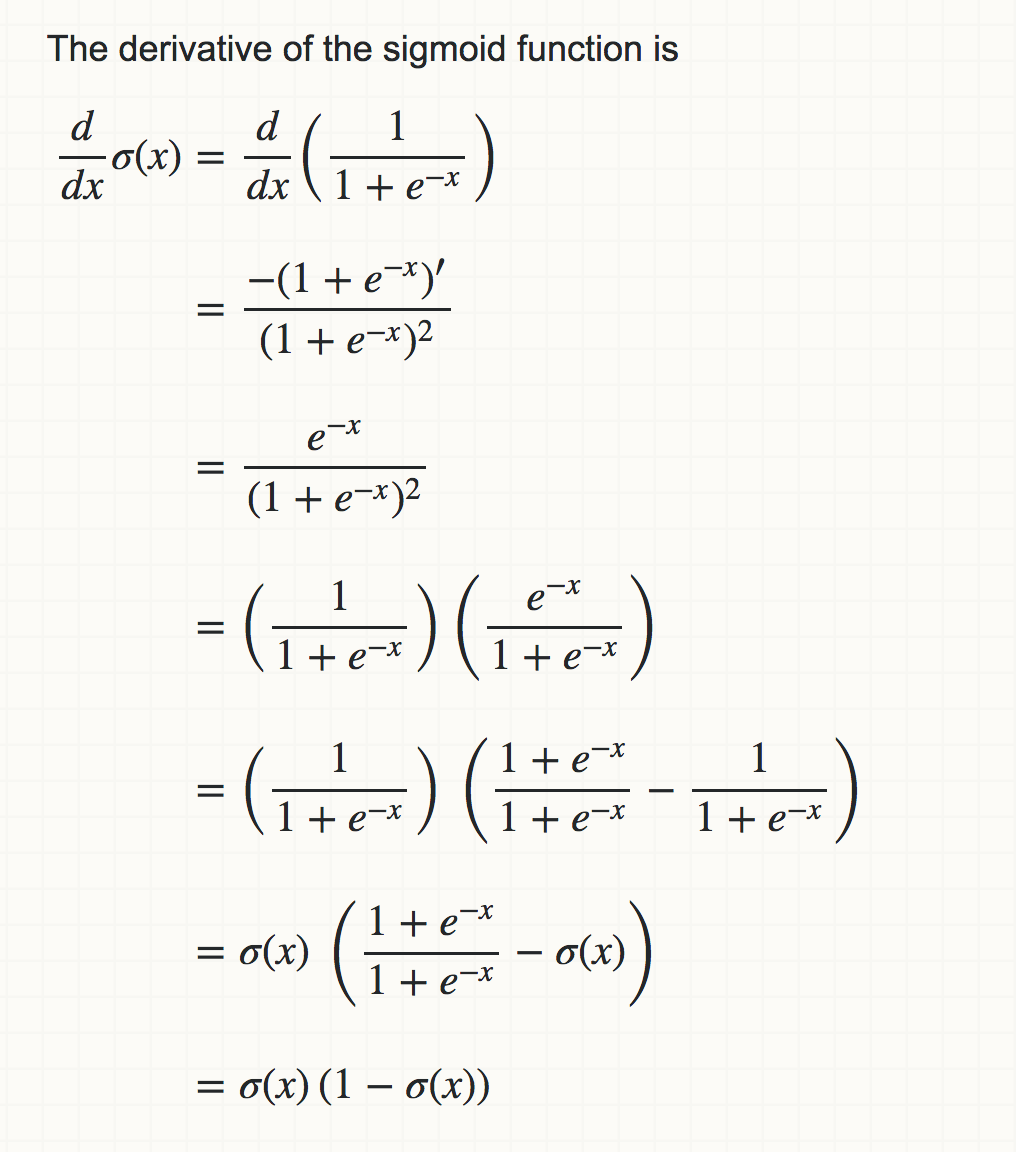 The derivative of the sigmoid function is
d/dx σ(x) = d/dx (1/(1 + e^{−x}))
= −(1 + e^{−x})′/(1 + e^{−x})²
= e^{−x}/(1 + e^{−x})²
= (1/(1 + e^{−x})) (e^{−x}/(1 + e^{−x}))
= (1/(1 + e^{−x})) ((1 + e^{−x})/(1 + e^{−x}) − 1/(1 + e^{−x}))
= σ(x) ((1 + e^{−x})/(1 + e^{−x}) − σ(x))
= σ(x) (1 − σ(x))